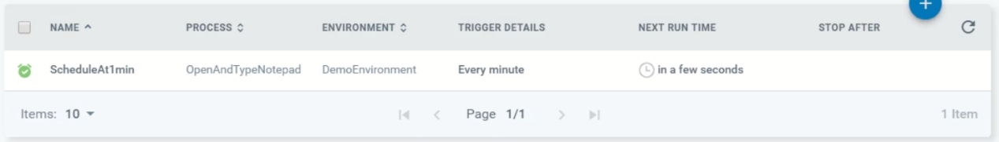 NAME PROCESS ENVIRONMENT TRIGGER DETAILS NEXT RUN TIME STOP AFTER
ScheduleAt1min OpenAndTypeNotepad DemoEnvironment Every minute in a few seconds
Items: 10 Page 1/1 1 Item